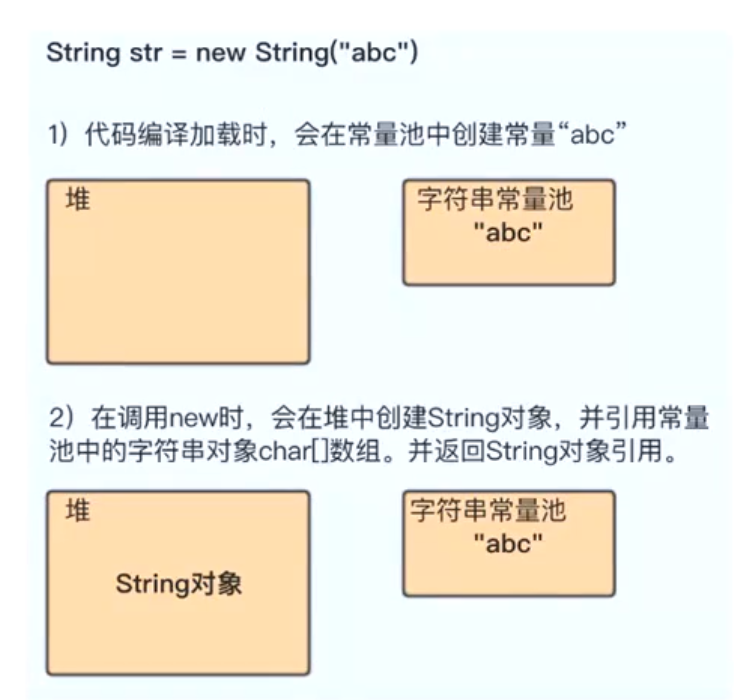 String str = new String("abc")
1）代码编译加载时，会在常量池中创建常量“abc”
堆
字符串常量池
"abc"
2）在调用new时，会在堆中创建String对象，并引用常量
池中的字符串对象char[]数组。并返回String对象引用。
堆
String对象
字符串常量池
"abc"